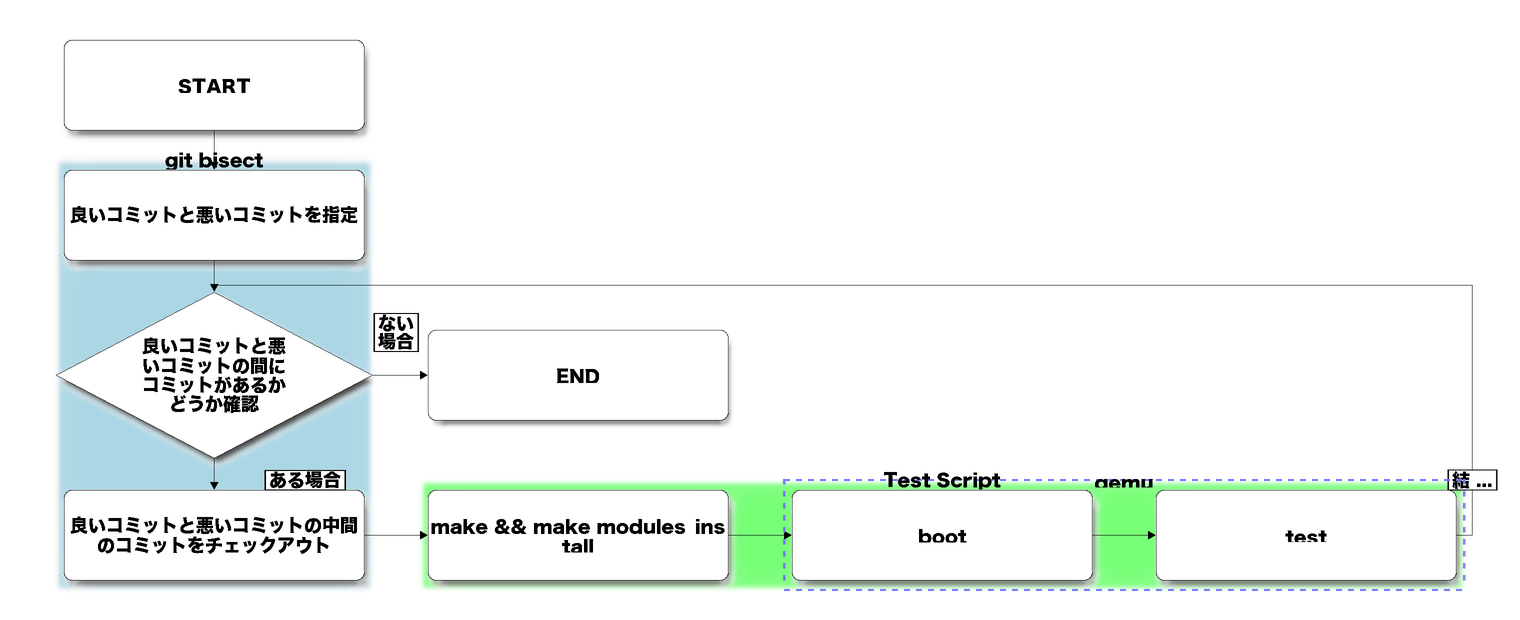 START
git bisect
良いコミットと悪いコミットを指定
良いコミットと悪
いコミットの間に
コミットがあるか
どうか確認
ない
場合
END
ある場合
良いコミットと悪いコミットの中間
のコミットをチェックアウト
make && make modules ins
tall
Test Script
boot
qemu
test
結 ...